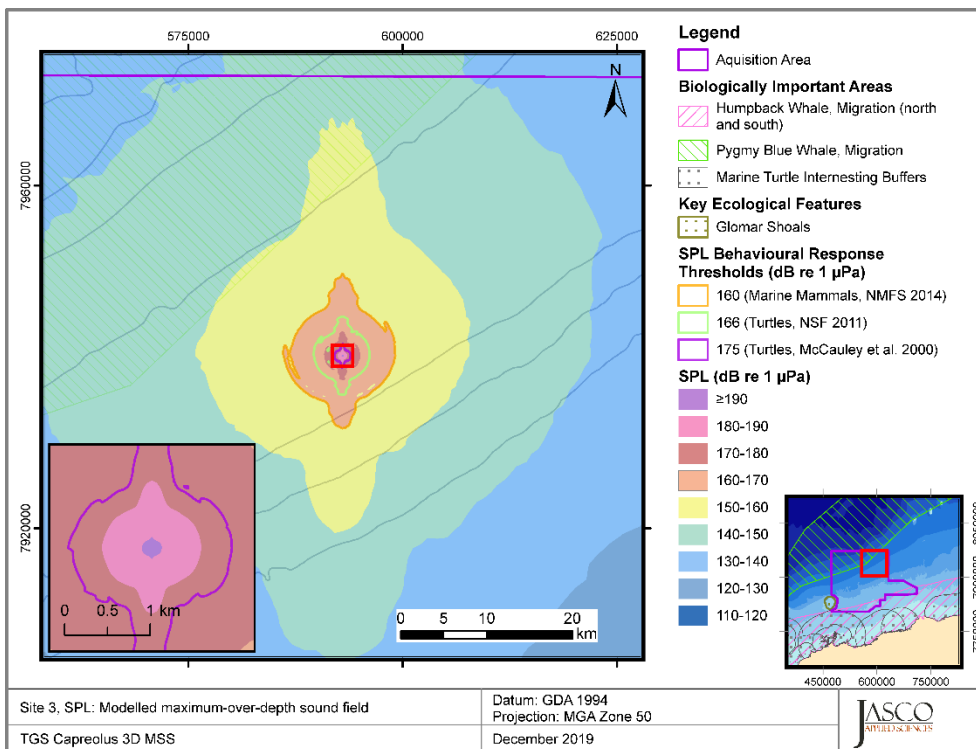 575000
600000
625000
N
7960000
7920000
0 0.5 1 km
0 5 10 20
km
Legend
Aquisition Area
Biologically Important Areas
Humpback Whale, Migration (north
and south)
Pygmy Blue Whale, Migration
Marine Turtle Internesting Buffers
Key Ecological Features
Glomar Shoals
SPL Behavioural Response
Thresholds (dB re 1 µPa)
160 (Marine Mammals, NMFS 2014)
166 (Turtles, NSF 2011)
175 (Turtles, McCauley et al. 2000)
SPL (dB re 1 µPa)
≥190
180-190
170-180
160-170
150-160
140-150
130-140
120-130
110-120
450000 600000 750000
Site 3, SPL: Modelled maximum-over-depth sound field
TGS Capreolus 3D MSS
Datum: GDA 1994
Projection: MGA Zone 50
December 2019
JASCO
APPLIED SCIENCES